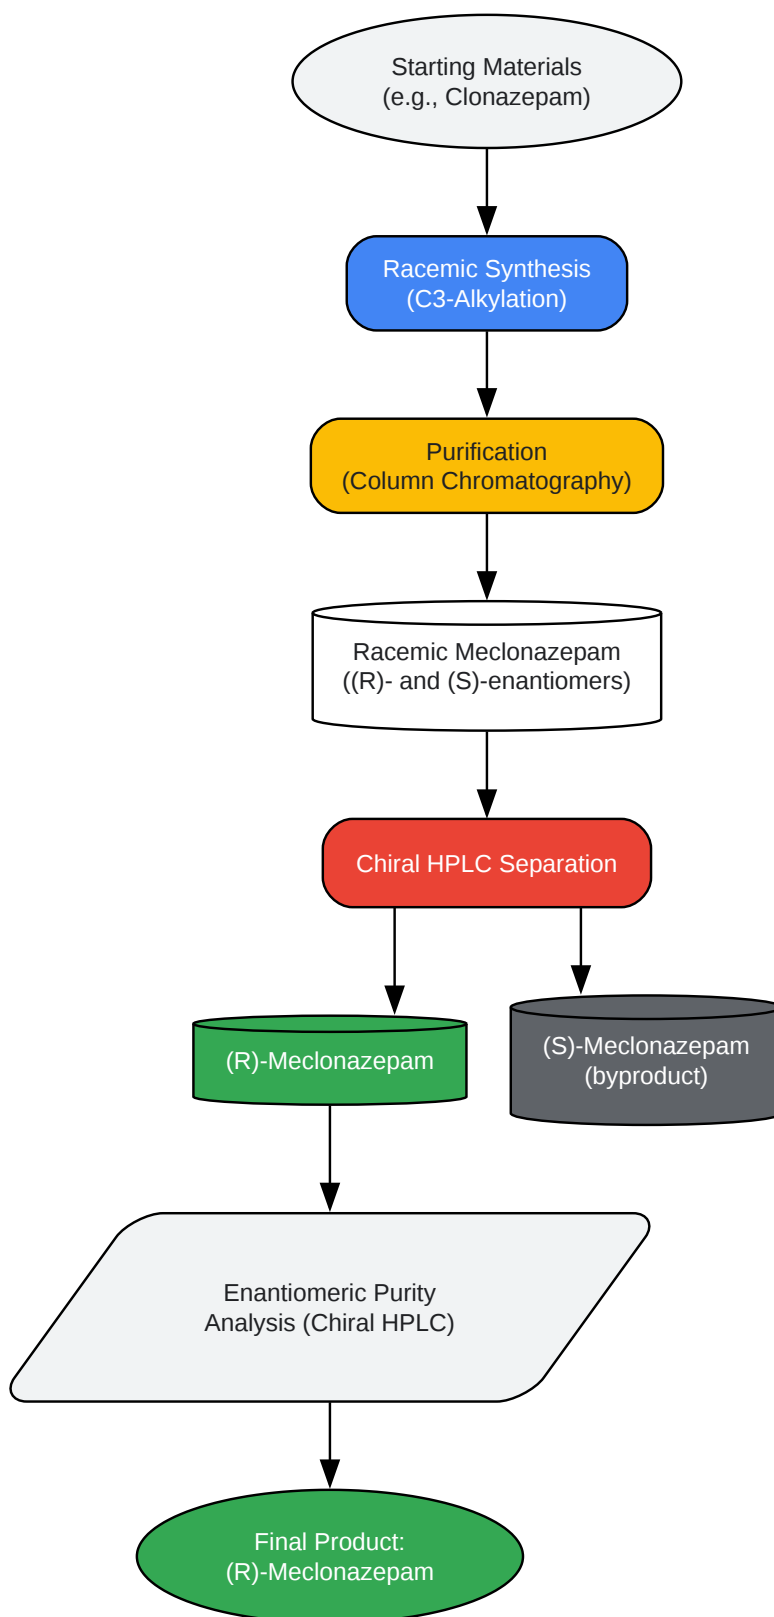 Starting Materials
(e.g., Clonazepam)
Racemic Synthesis
(C3-Alkylation)
Purification
(Column Chromatography)
Racemic Meclonazepam
((R)- and (S)-enantiomers)
Chiral HPLC Separation
(R)-Meclonazepam
(S)-Meclonazepam
(byproduct)
Enantiomeric Purity
Analysis (Chiral HPLC)
Final Product:
(R)-Meclonazepam